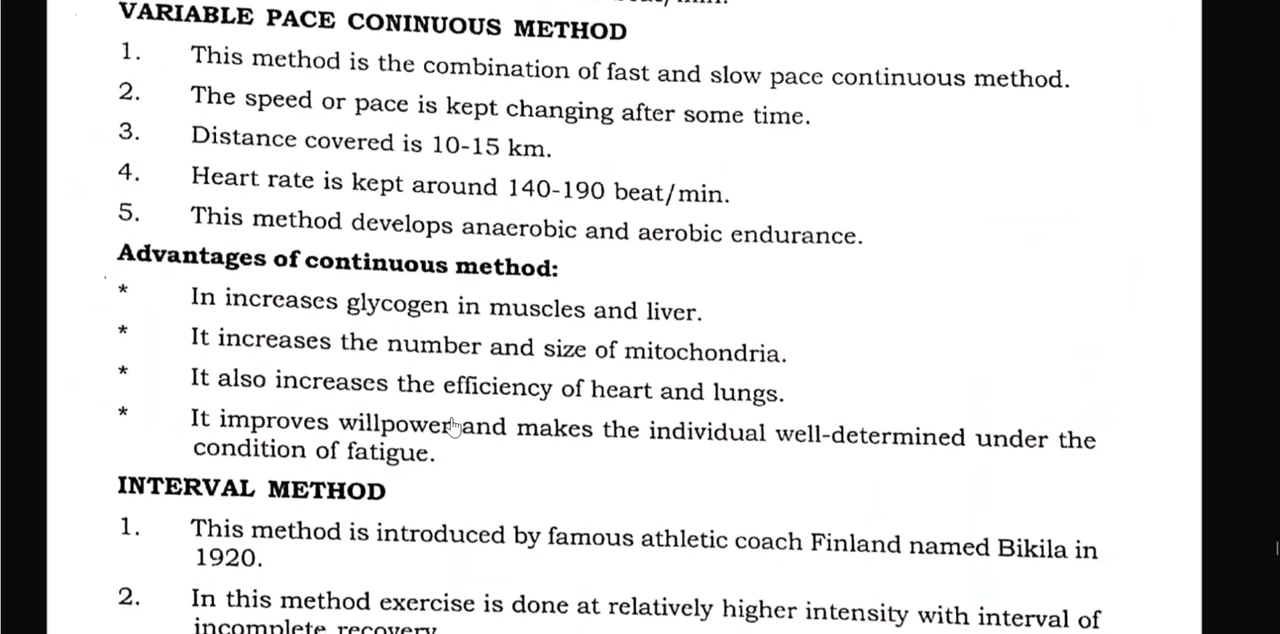 VARIABLE PACE CONINUOUS METHOD
1. This method is the combination of fast and slow pace continuous method.
2. The speed or pace is kept changing after some time.
3. Distance covered is 10-15 km.
4. Heart rate is kept around 140-190 beat/min.
5. This method develops anaerobic and aerobic endurance.
Advantages of continuous method:
* In increases glycogen in muscles and liver.
* It increases the number and size of mitochondria.
* It also increases the efficiency of heart and lungs.
* It improves willpower and makes the individual well-determined under the
condition of fatigue.
INTERVAL METHOD
1. This method is introduced by famous athletic coach Finland named Bikila in
1920.
2. In this method exercise is done at relatively higher intensity with interval of
incomplete recovery